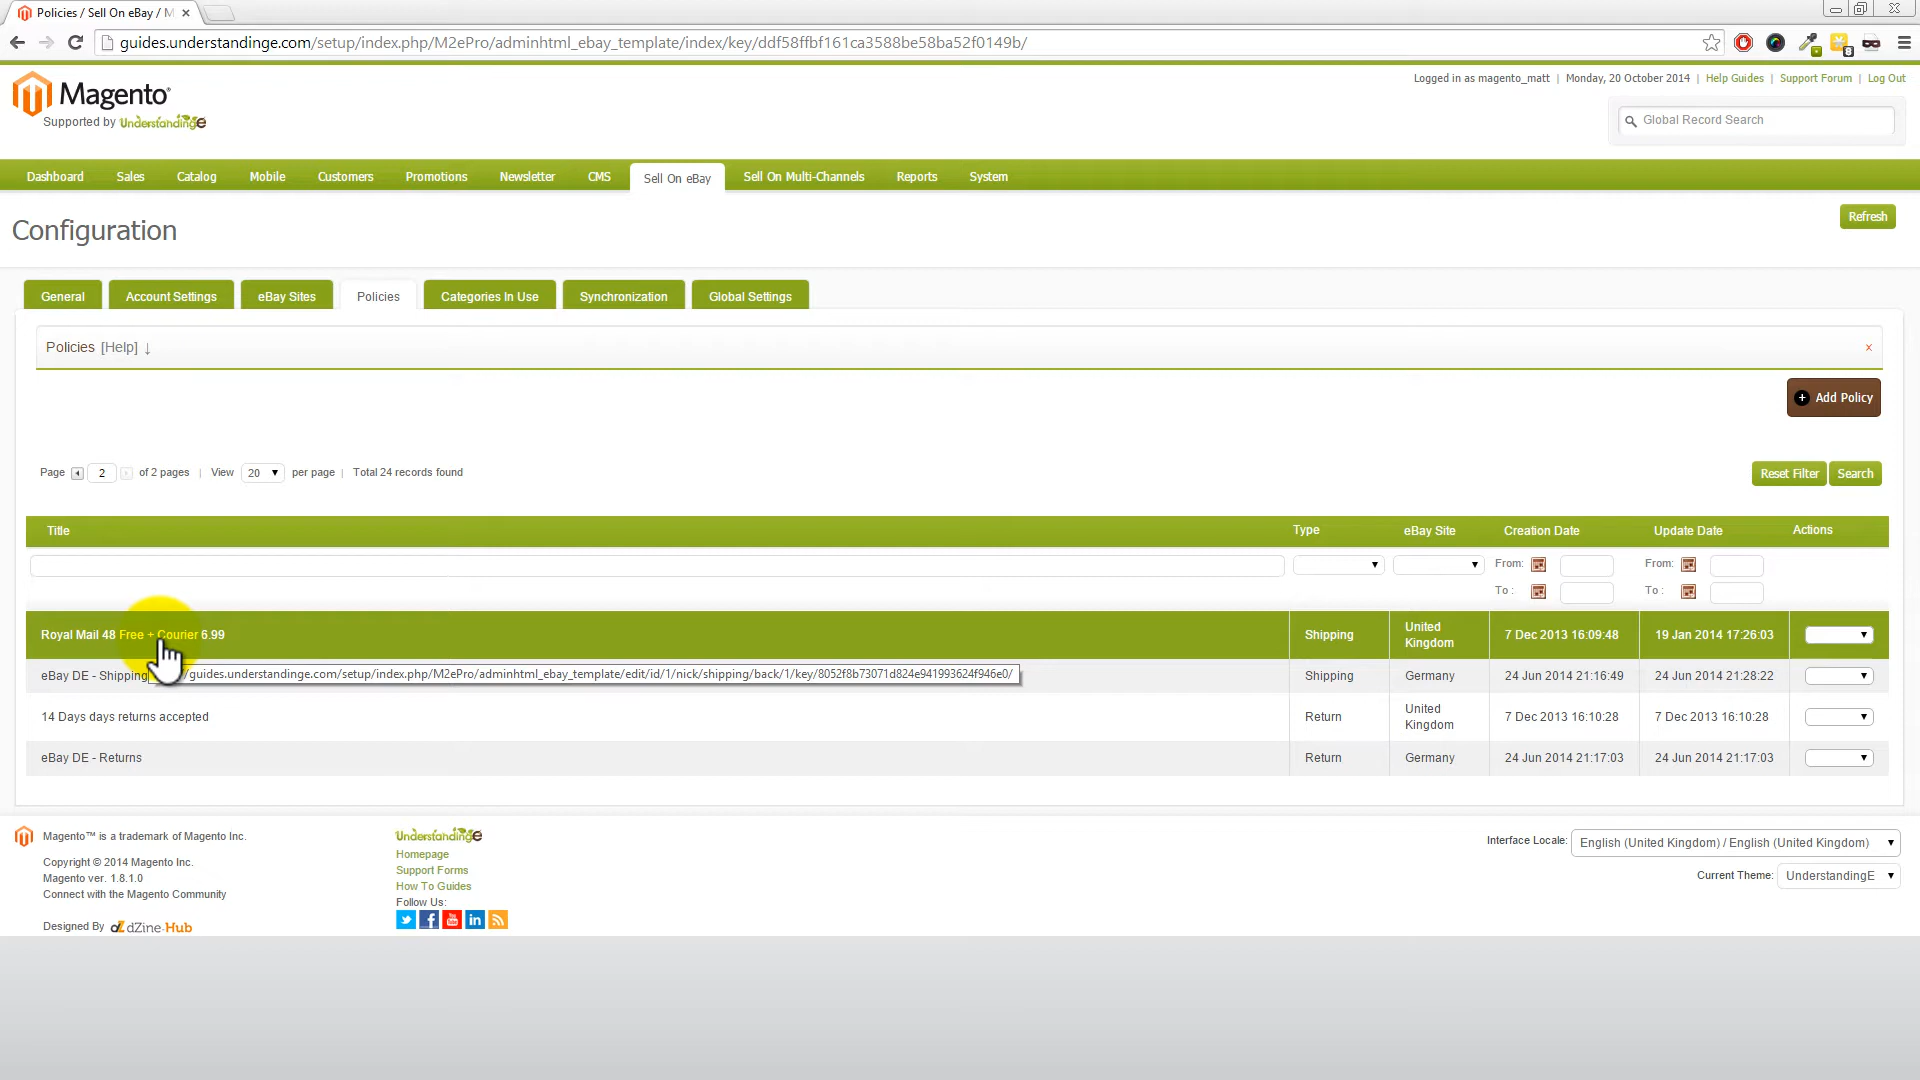 Policies / Sell On eBay / M
guides.understandinge.com/setup/index.php/M2ePro/adminhtml_ebay_template/index/key/ddf58ffbf161ca3588be58ba52f0149b/
Magento
Supported by UnderstandingE
Logged in as magento_matt | Monday, 20 October 2014 | Help Guides | Support Forum | Log Out
Global Record Search
Dashboard Sales Catalog Mobile Customers Promotions Newsletter CMS Sell On eBay Sell On Multi-Channels Reports System
Configuration
Refresh
General Account Settings eBay Sites Policies Categories In Use Synchronization Global Settings
Policies [Help] ↓
x
Add Policy
Page 2 of 2 pages | View 20 per page | Total 24 records found
Reset Filter Search
Title Type eBay Site Creation Date Update Date Actions
From: From:
To : To :
Royal Mail 48 Free + Courier 6.99 Shipping United Kingdom 7 Dec 2013 16:09:48 19 Jan 2014 17:26:03
eBay DE - Shipping Shipping Germany 24 Jun 2014 21:16:49 24 Jun 2014 21:28:22
guides.understandinge.com/setup/index.php/M2ePro/adminhtml_ebay_template/edit/id/1/nick/shipping/back/1/key/8052f8b73071d824e941993624f946e0/
14 Days days returns accepted Return United Kingdom 7 Dec 2013 16:10:28 7 Dec 2013 16:10:28
eBay DE - Returns Return Germany 24 Jun 2014 21:17:03 24 Jun 2014 21:17:03
Magento™ is a trademark of Magento Inc.
Copyright © 2014 Magento Inc.
Magento ver. 1.8.1.0
Connect with the Magento Community
Designed By dZine-Hub
UnderstandingE
Homepage
Support Forms
How To Guides
Follow Us:
Interface Locale: English (United Kingdom) / English (United Kingdom)
Current Theme: UnderstandingE